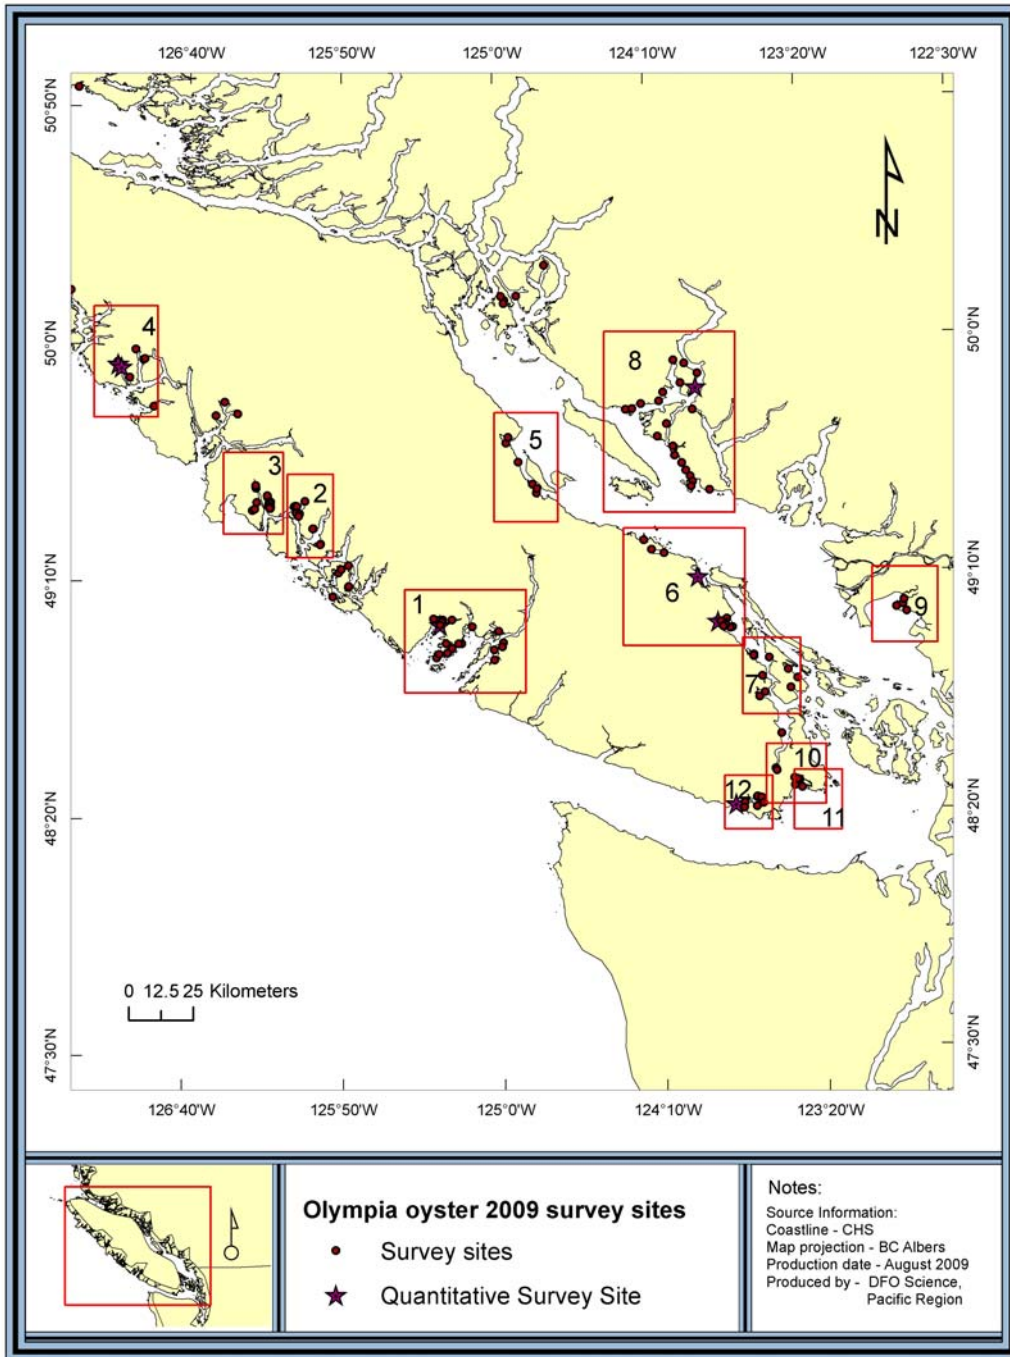 126°40'W 125°50'W 125°0'W 124°10'W 123°20'W 122°30'W
50°50'N 50°50'N
N
50°0'N 50°0'N
4
8
5
3
2
49°10'N 49°10'N
6
9
1
7
10
12
11
48°20'N 48°20'N
0 12.5 25 Kilometers
47°30'N 47°30'N
126°40'W 125°50'W 125°0'W 124°10'W 123°20'W
Olympia oyster 2009 survey sites
Survey sites
Quantitative Survey Site
Notes:
Source Information:
Coastline - CHS
Map projection - BC Albers
Production date - August 2009
Produced by - DFO Science,
Pacific Region